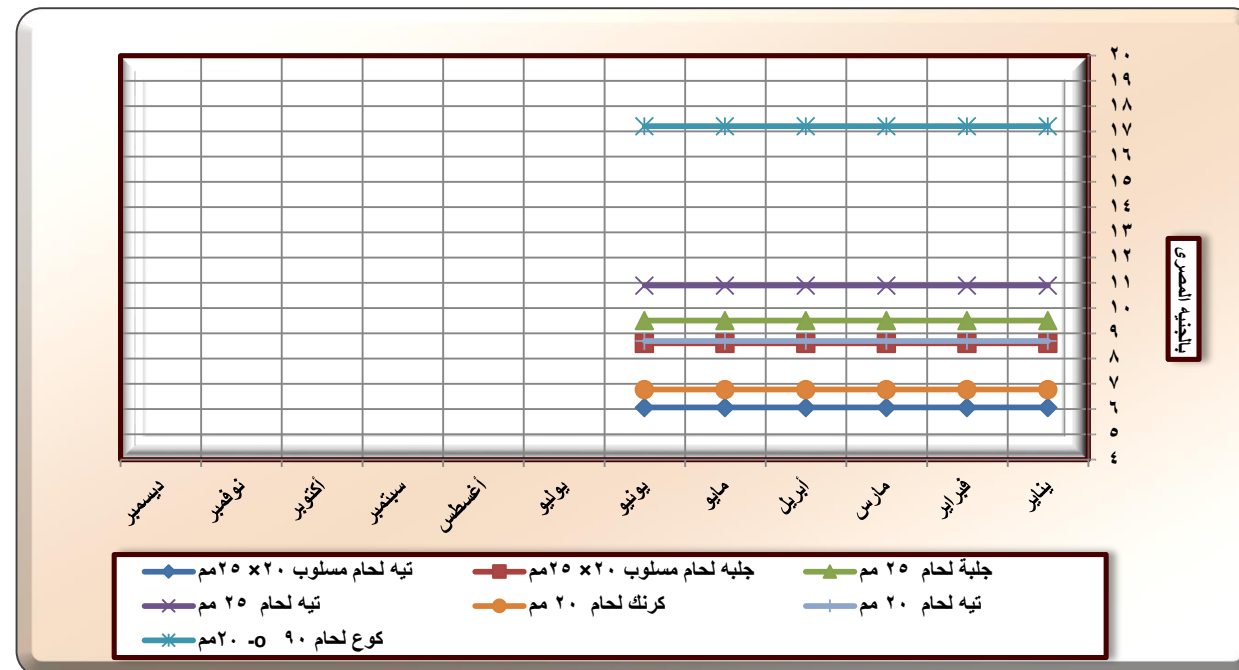 ٢٠
١٩
١٨
١٧
١٦
١٥
١٤
١٣
١٢
١١
١٠
٩
٨
٧
٦
٥
٤
بالجنيه المصرى
يناير
فبراير
مارس
أبريل
مايو
يونيو
يوليو
أغسطس
سبتمبر
أكتوبر
نوفمبر
ديسمبر
جلبة لحام ٢٥ مم
جلبه لحام مسلوب ٢٠× ٢٥مم
تيه لحام مسلوب ٢٠× ٢٥مم
تيه لحام ٢٠ مم
كرنك لحام ٢٠ مم
تيه لحام ٢٥ مم
كوع لحام ٩٠ o- ٢٠مم